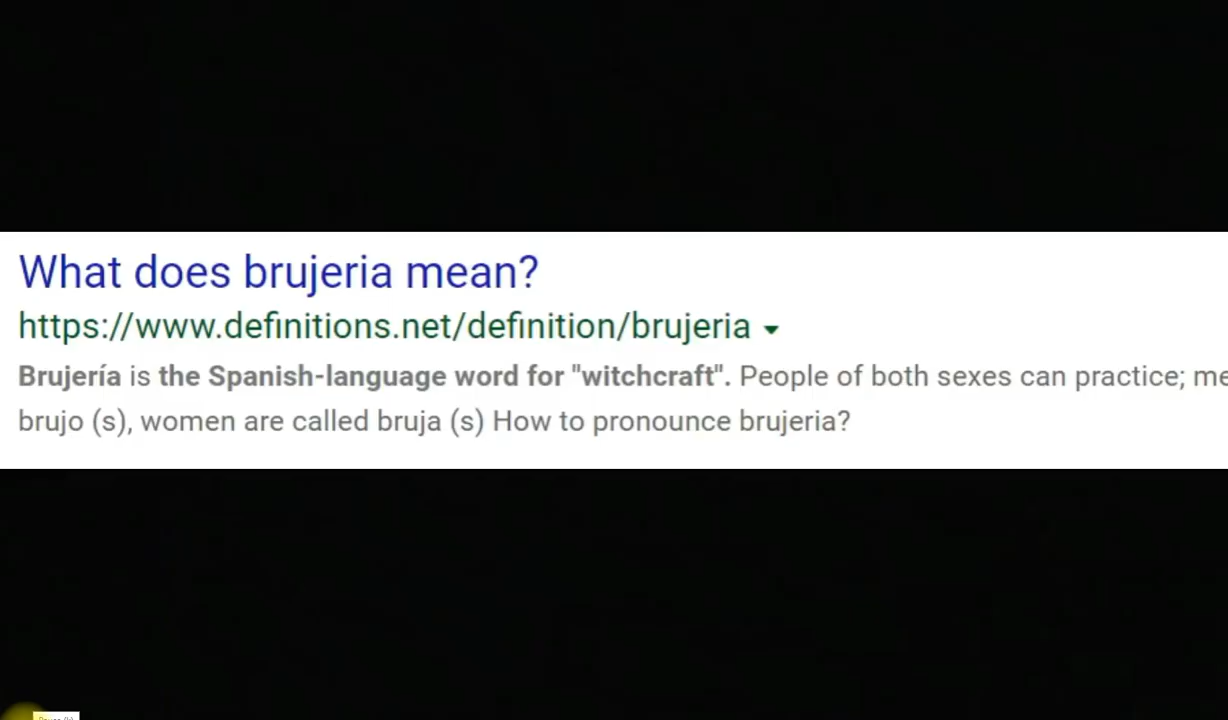 What does brujeria mean?
https://www.definitions.net/definition/brujeria
Brujería is the Spanish-language word for "witchcraft". People of both sexes can practice;
brujo (s), women are called bruja (s) How to pronounce brujeria?